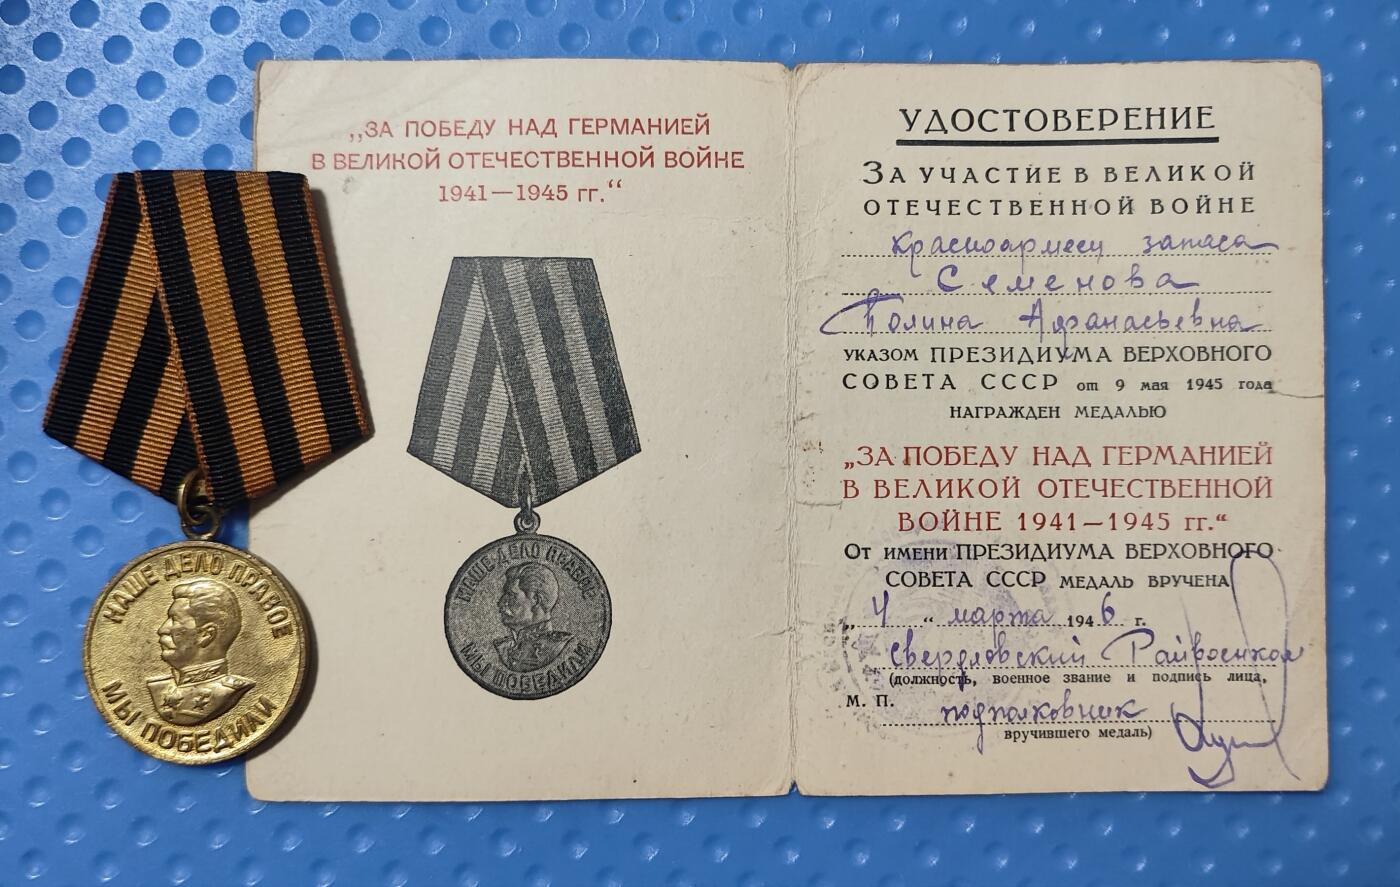 НАШЕ ДЕЛО ПРАВОЕ
МЫ ПОБЕДИЛИ
„ЗА ПОБЕДУ НАД ГЕРМАНИЕЙ
В ВЕЛИКОЙ ОТЕЧЕСТВЕННОЙ ВОЙНЕ
1941—1945 гг.“
НАШЕ ДЕЛО ПРАВОЕ
МЫ ПОБЕДИЛИ
УДОСТОВЕРЕНИЕ
ЗА УЧАСТИЕ В ВЕЛИКОЙ
ОТЕЧЕСТВЕННОЙ ВОЙНЕ
красноармеец запаса
Семенова
Полина Афанасьевна
УКАЗОМ ПРЕЗИДИУМА ВЕРХОВНОГО
СОВЕТА СССР от 9 мая 1945 года
НАГРАЖДЕН МЕДАЛЬЮ
„ЗА ПОБЕДУ НАД ГЕРМАНИЕЙ
В ВЕЛИКОЙ ОТЕЧЕСТВЕННОЙ
ВОЙНЕ 1941—1945 гг.“
ОТ ИМЕНИ ПРЕЗИДИУМА ВЕРХОВНОГО
СОВЕТА СССР МЕДАЛЬ ВРУЧЕНА
„4“ марта 1946 г.
Свердловский Райвоенком
(должность, военное звание и подпись лица,
М. П.
подполковник
вручившего медаль)